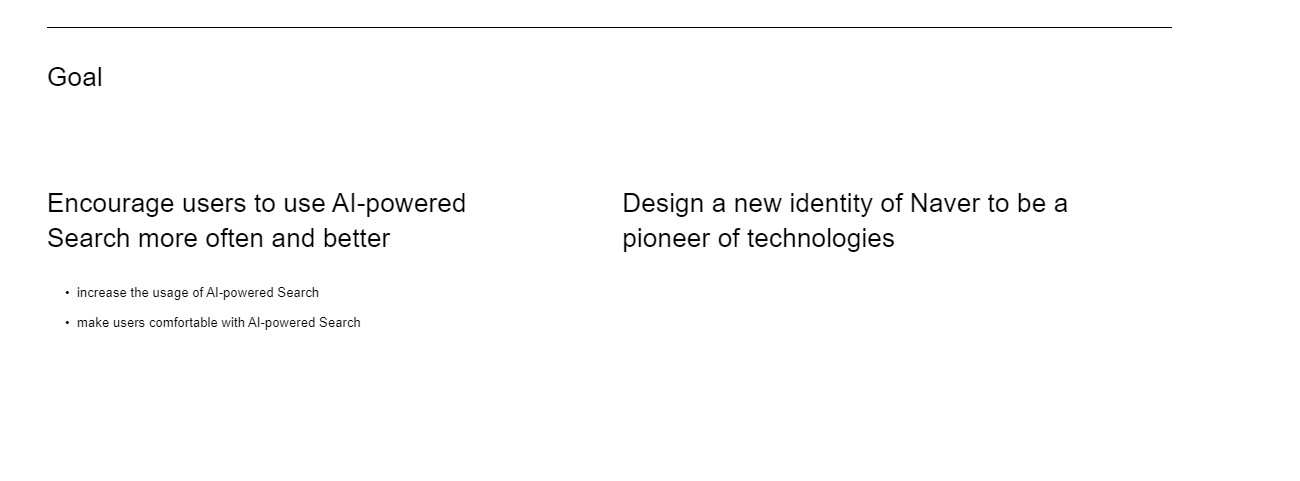 Goal
Encourage users to use AI-powered
Search more often and better
• increase the usage of AI-powered Search
• make users comfortable with AI-powered Search
Design a new identity of Naver to be a
pioneer of technologies